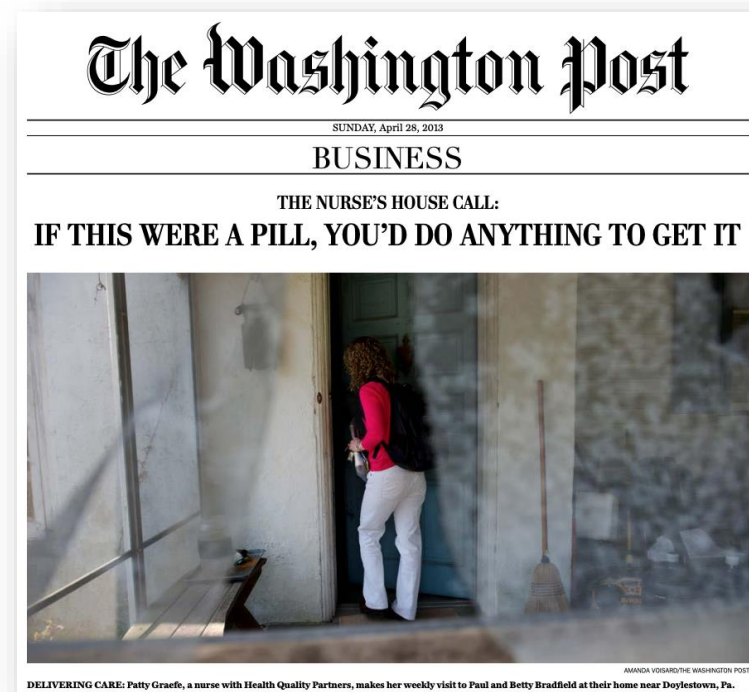 The Washington Post
SUNDAY, April 28, 2013
BUSINESS
THE NURSE'S HOUSE CALL:
IF THIS WERE A PILL, YOU'D DO ANYTHING TO GET IT
AMANDA VOISARD/THE WASHINGTON POST
DELIVERING CARE: Patty Graefe, a nurse with Health Quality Partners, makes her weekly visit to Paul and Betty Bradfield at their home near Doylestown, Pa.